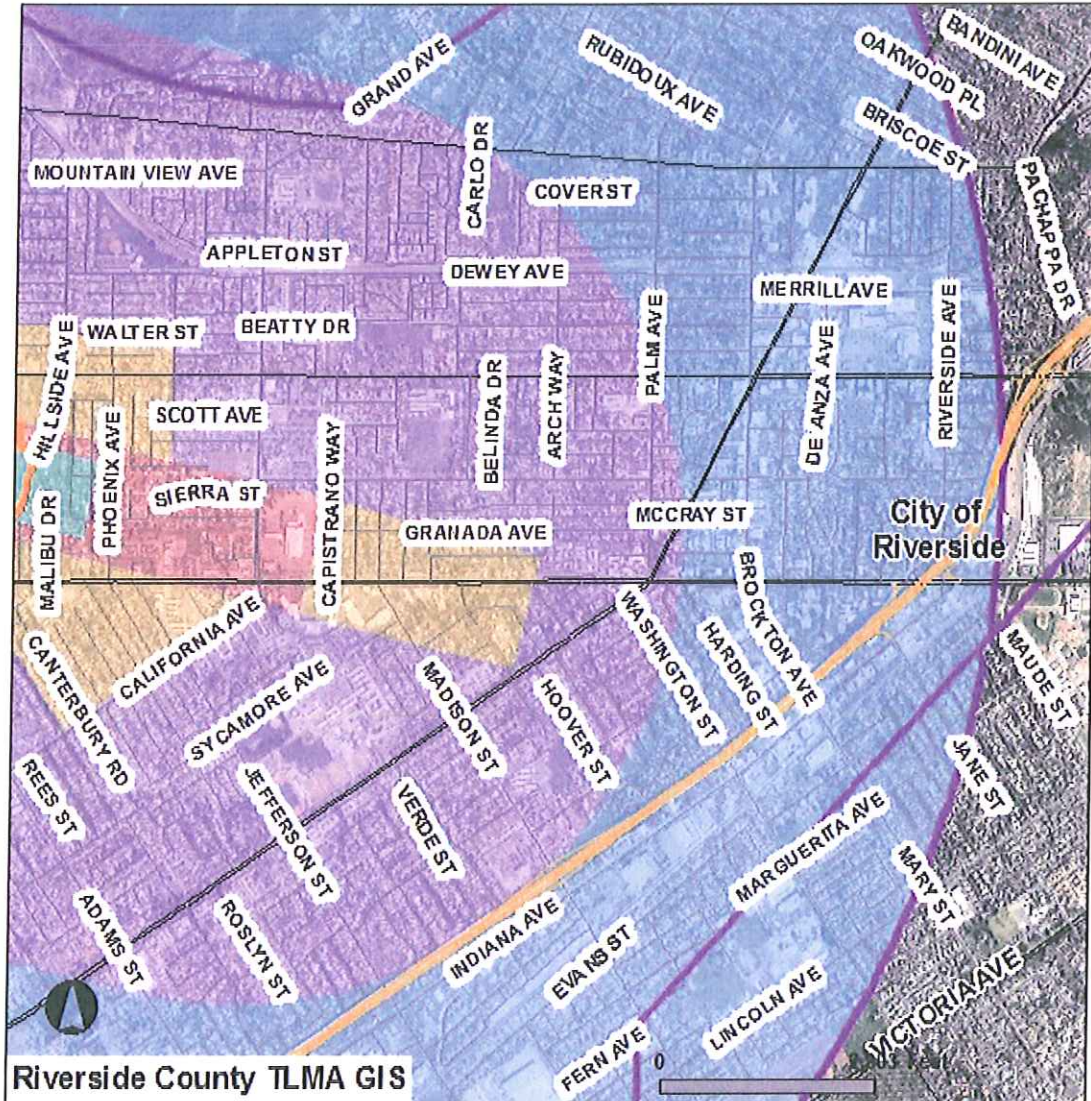 GRAND AVE
RUBIDOUX AVE
OAKWOOD PL
BANDINI AVE
BRISCOE ST
MOUNTAIN VIEW AVE
CARLO DR
COVER ST
PACHAPPA DR
APPLETON ST
DEWEY AVE
MERRILL AVE
WALTER ST
BEATTY DR
HILLSIDE AVE
PALM AVE
DE ANZA AVE
RIVERSIDE AVE
SCOTT AVE
BELINDA DR
ARCH WAY
PHOENIX AVE
SIERRA ST
CAPISTRANO WAY
MALIBU DR
GRANADA AVE
MCCRAY ST
City of
Riverside
CANTERBURY RD
CALIFORNIA AVE
SYCAMORE AVE
MADISON ST
HOOVER ST
WASHINGTON ST
HARDING ST
BROCKTON AVE
MAUDE ST
REES ST
JEFFERSON ST
VERDE ST
JANE ST
MARGUERITA AVE
MARY ST
ADAMS ST
ROSLYN ST
INDIANA AVE
EVANS ST
LINCOLN AVE
VICTORIA AVE
FERN AVE
0
Riverside County TLMA GIS